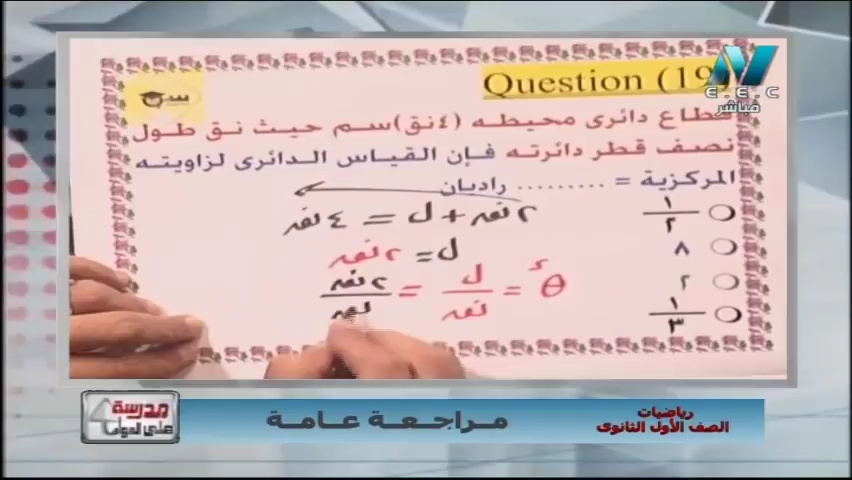 Question (19
E.E.C
مباشر
س
قطاع دائرى محيطه (٤نق)سم حيث نق طول
نصف قطر دائرته فإن القياس الدائرى لزاويته
المركزية = ......... راديان
١/٢
٨
٢
١/٣
٢نق + ل = ٤نق
ل = ٢نق
θء = ل/نق = ٢نق/نق
مدرسة
على الهواء
مراجعة عامة
رياضيات
الصف الأول الثانوى